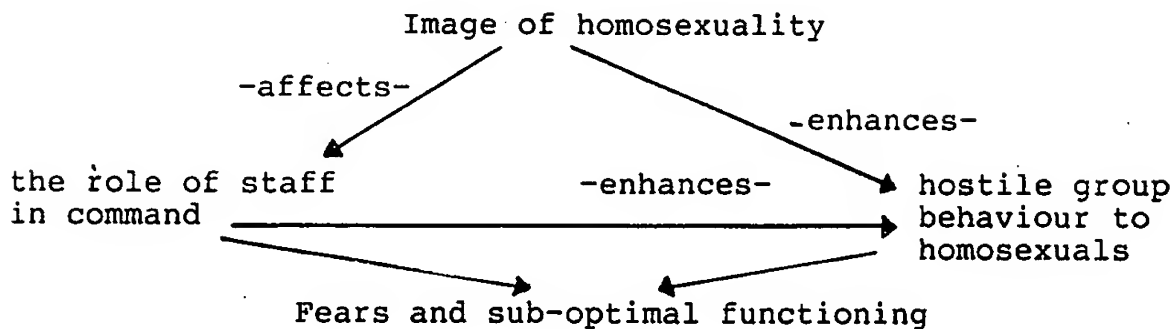 Image of homosexuality
-affects-
-enhances-
the role of staff
in command
-enhances-
hostile group
behaviour to
homosexuals
Fears and sub-optimal functioning